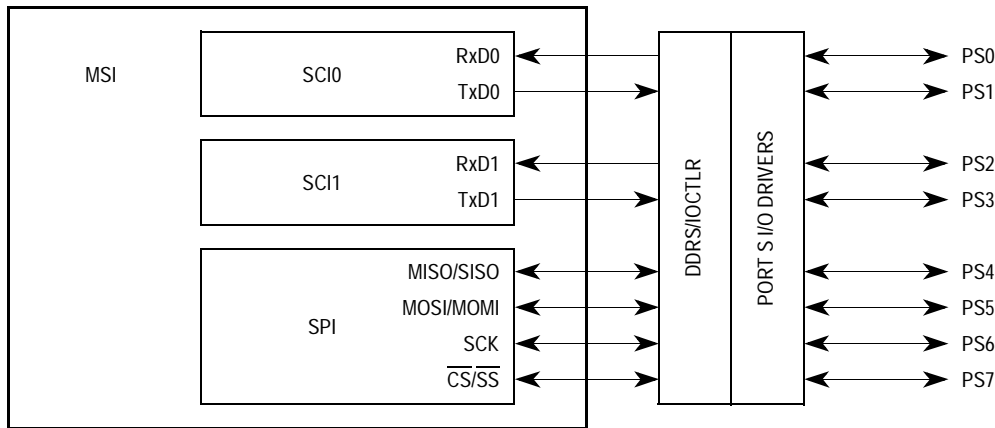 MSI
SCI0
RxD0
TxD0
SCI1
RxD1
TxD1
SPI
MISO/SISO
MOSI/MOMI
SCK
CS/SS
DDRS/IOCTLR
PORT S I/O DRIVERS
PS0
PS1
PS2
PS3
PS4
PS5
PS6
PS7